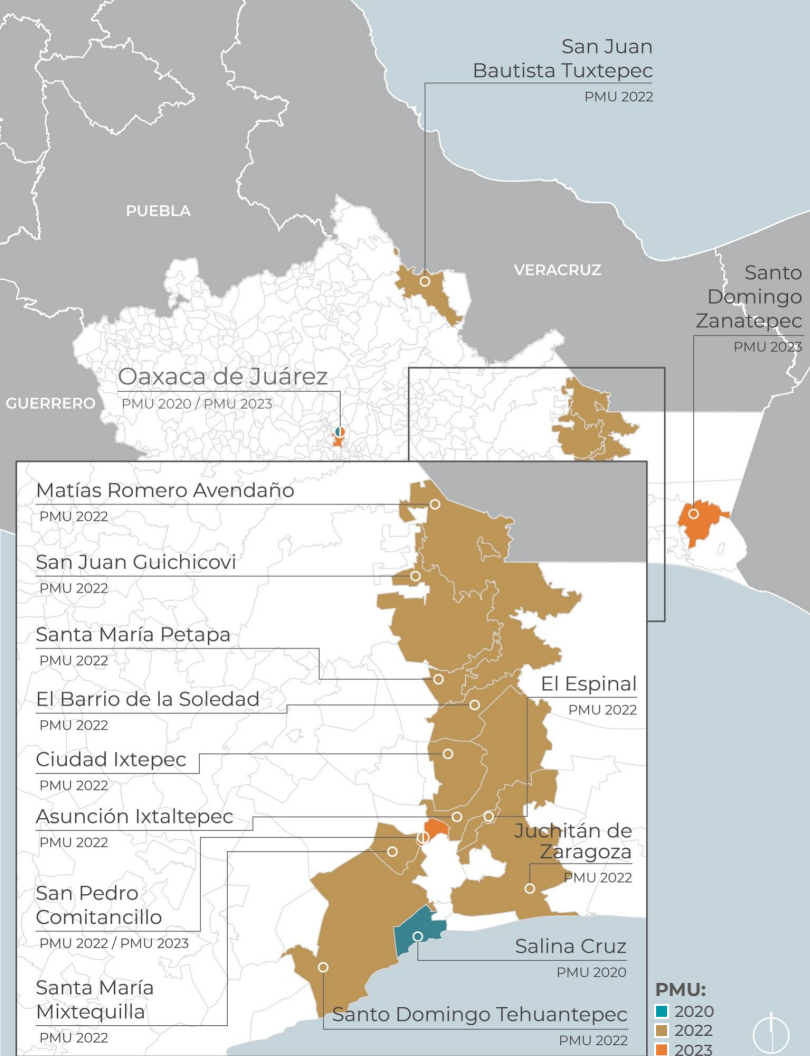 San Juan
Bautista Tuxtepec
PMU 2022
PUEBLA
VERACRUZ
Santo
Domingo
Zanatepec
PMU 2023
Oaxaca de Juárez
PMU 2020 / PMU 2023
GUERRERO
Matías Romero Avendaño
PMU 2022
San Juan Guichicovi
PMU 2022
Santa María Petapa
PMU 2022
El Espinal
PMU 2022
El Barrio de la Soledad
PMU 2022
Ciudad Ixtepec
PMU 2022
Asunción Ixtaltepec
PMU 2022
Juchitán de
Zaragoza
PMU 2022
San Pedro
Comitancillo
PMU 2022 / PMU 2023
Salina Cruz
PMU 2020
Santa María
Mixtequilla
PMU 2022
Santo Domingo Tehuantepec
PMU 2022
PMU:
2020
2022
2023